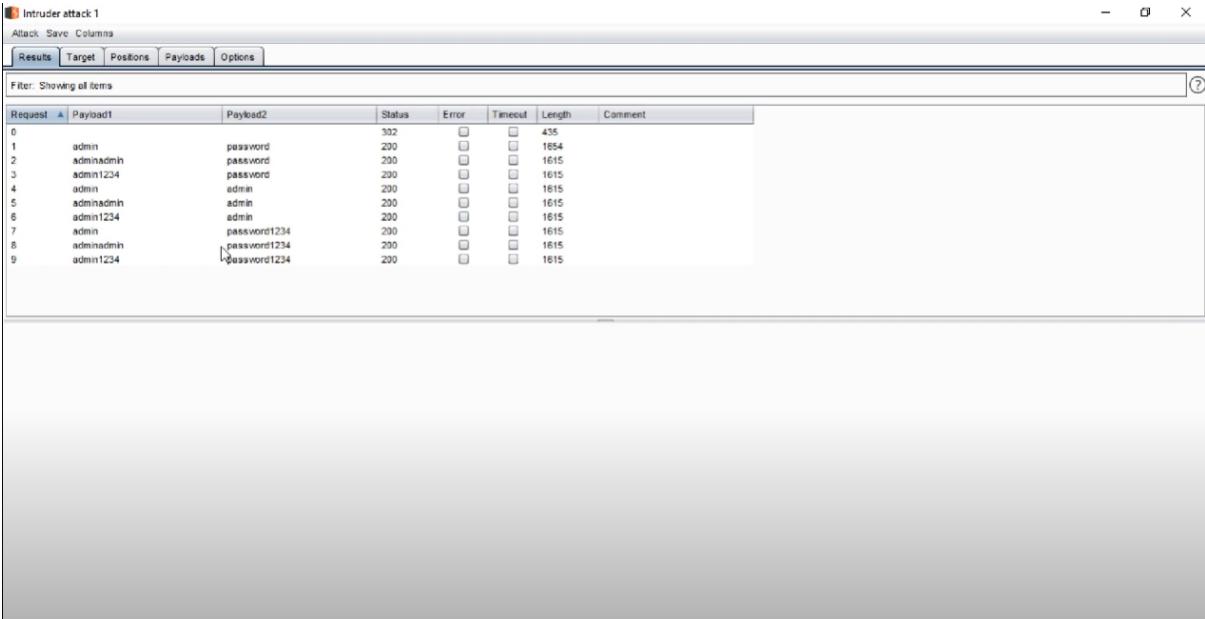 Intruder attack 1
Attack Save Columns
Results Target Positions Payloads Options
Filter: Showing all items
?
Request Payload1 Payload2 Status Error Timeout Length Comment
0 302 435
1 admin password 200 1654
2 adminadmin password 200 1615
3 admin1234 password 200 1615
4 admin admin 200 1615
5 adminadmin admin 200 1615
6 admin1234 admin 200 1615
7 admin password1234 200 1615
8 adminadmin password1234 200 1615
9 admin1234 password1234 200 1615